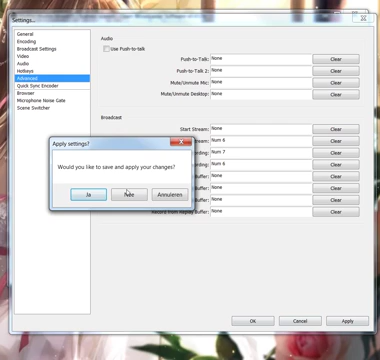 Settings...
General
Encoding
Broadcast Settings
Video
Audio
Hotkeys
Advanced
Quick Sync Encoder
Browser
Microphone Noise Gate
Scene Switcher
Audio
Use Push-to-talk
Push-to-Talk: None Clear
Push-to-Talk 2: None Clear
Mute/Unmute Mic: None Clear
Mute/Unmute Desktop: None Clear
Broadcast
Start Stream: None Clear
Stream: Num 6 Clear
Num 7 Clear
Num 6 Clear
Buffer: None Clear
Buffer: None Clear
Buffer: None Clear
Record from Replay Buffer: None Clear
Apply settings?
Would you like to save and apply your changes?
Ja Nee Annuleren
OK Cancel Apply